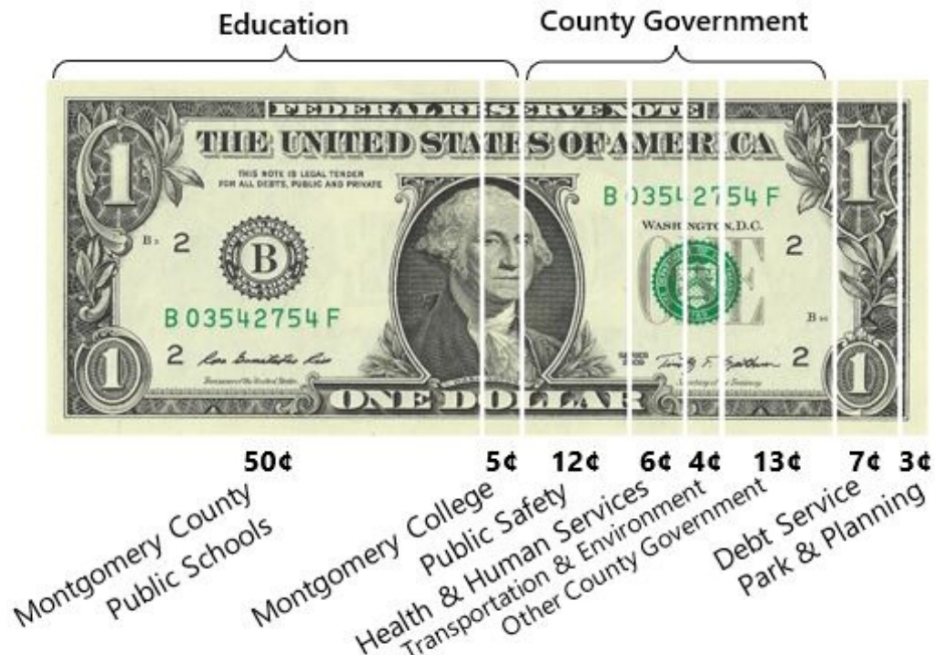 Education
County Government
FEDERAL RESERVE NOTE
THE UNITED STATES OF AMERICA
THIS NOTE IS LEGAL TENDER
FOR ALL DEBTS, PUBLIC AND PRIVATE
B 03542754 F
WASHINGTON, D.C.
1
1
2
B
2
ONE
B 03542754 F
2
2
1
1
ONE DOLLAR
50¢
5¢
12¢
6¢
4¢
13¢
7¢
3¢
Montgomery County
Public Schools
Montgomery College
Public Safety
Health & Human Services
Transportation & Environment
Other County Government
Debt Service
Park & Planning